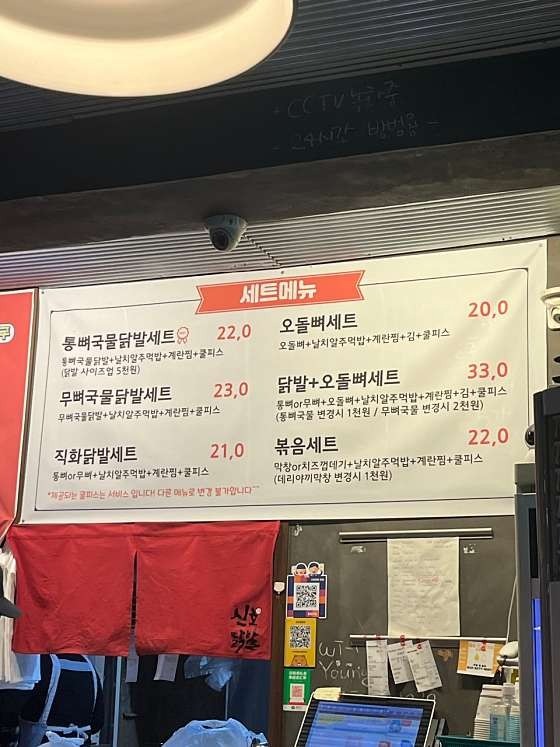 CCTV 녹화중
24시간 방범용
세트메뉴
통뼈국물닭발세트 22,0
통뼈국물닭발+날치알주먹밥+계란찜+쿨피스
(닭발 사이즈업 5천원)
무뼈국물닭발세트 23,0
무뼈국물닭발+날치알주먹밥+계란찜+쿨피스
직화닭발세트 21,0
통뼈or무뼈+날치알주먹밥+계란찜+쿨피스
*제공되는 쿨피스는 서비스 입니다! 다른 메뉴로 변경 불가합니다~
오돌뼈세트 20,0
오돌뼈+날치알주먹밥+계란찜+김+쿨피스
닭발+오돌뼈세트 33,0
통뼈or무뼈+오돌뼈+날치알주먹밥+계란찜+김+쿨피스
(통뼈국물 변경시 1천원 / 무뼈국물 변경시 2천원)
볶음세트 22,0
막창or치즈껍데기+날치알주먹밥+계란찜+쿨피스
(데리야끼막창 변경시 1천원)
구
신호
닭발
Wi-
Young